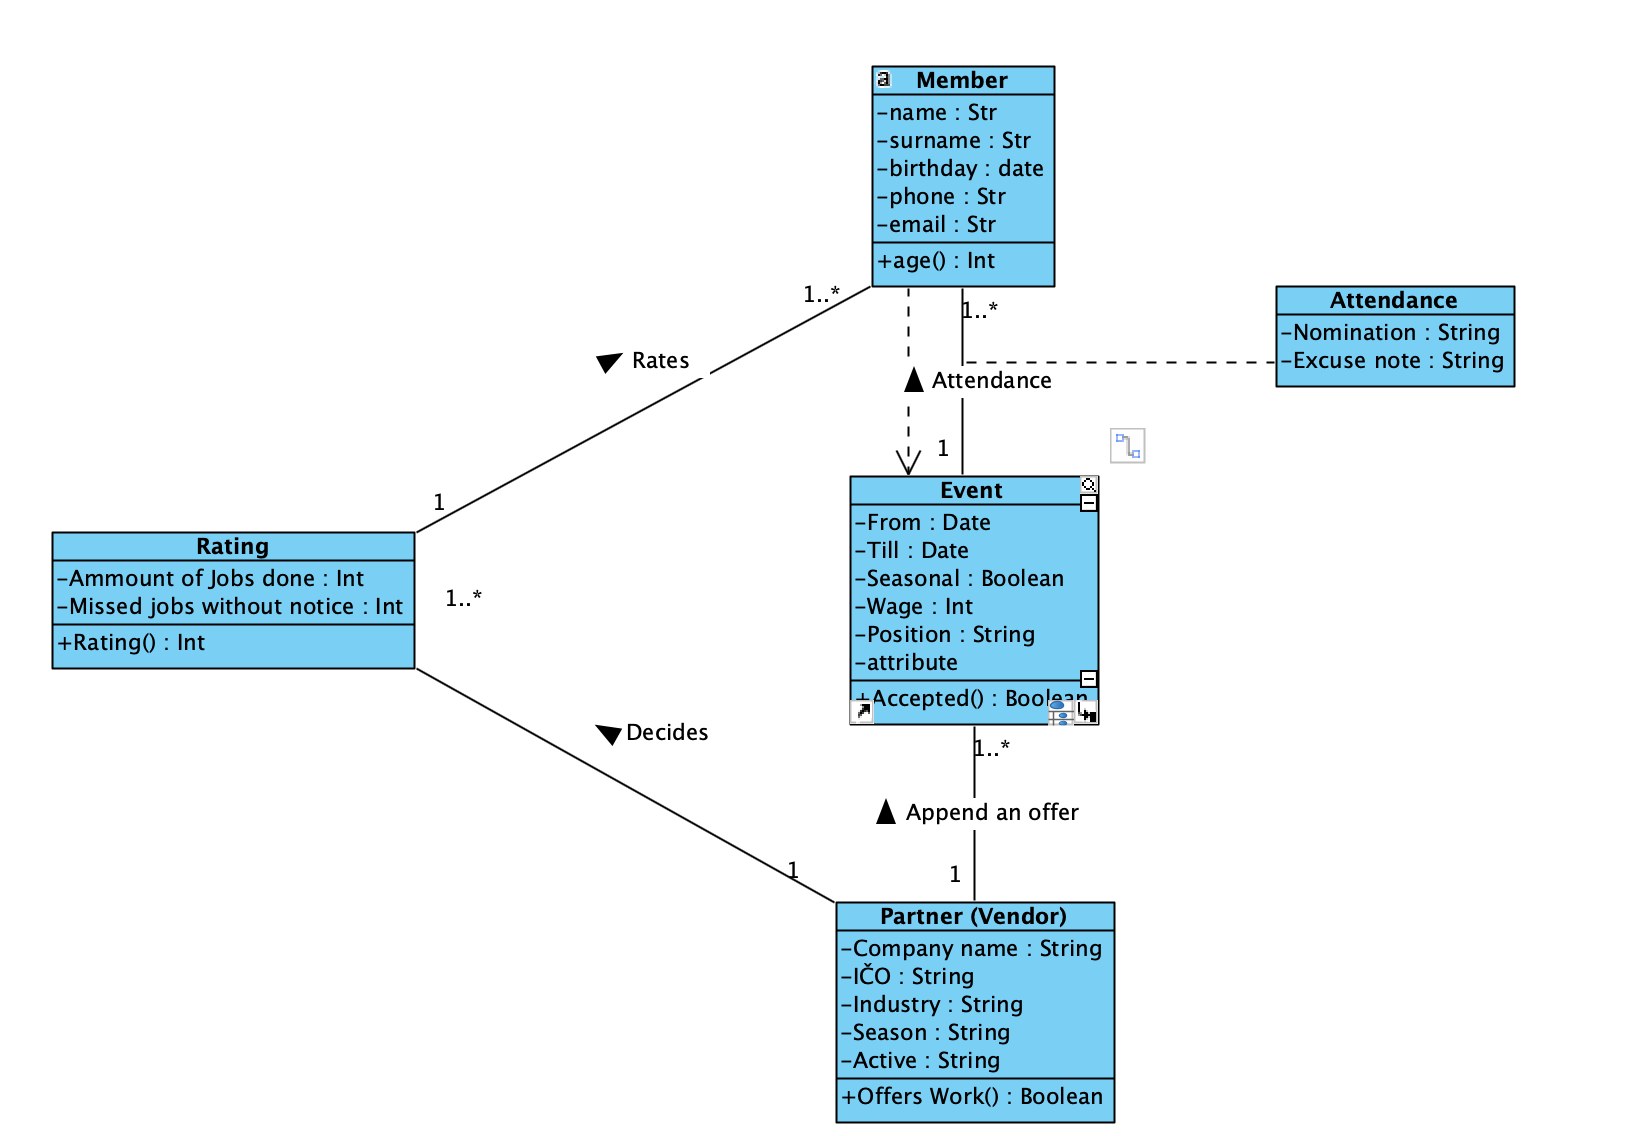 Member
-name : Str
-surname : Str
-birthday : date
-phone : Str
-email : Str
+age() : Int
1..*
1..*
Rates
Attendance
-Nomination : String
-Excuse note : String
Attendance
1
1
Event
-From : Date
-Till : Date
-Seasonal : Boolean
-Wage : Int
-Position : String
-attribute
+Accepted() : Boolean
Rating
-Ammount of Jobs done : Int
-Missed jobs without notice : Int
+Rating() : Int
1..*
Decides
1..*
Append an offer
1
1
Partner (Vendor)
-Company name : String
-IČO : String
-Industry : String
-Season : String
-Active : String
+Offers Work() : Boolean